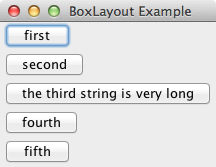 BoxLayout Example
first
second
the third string is very long
fourth
fifth